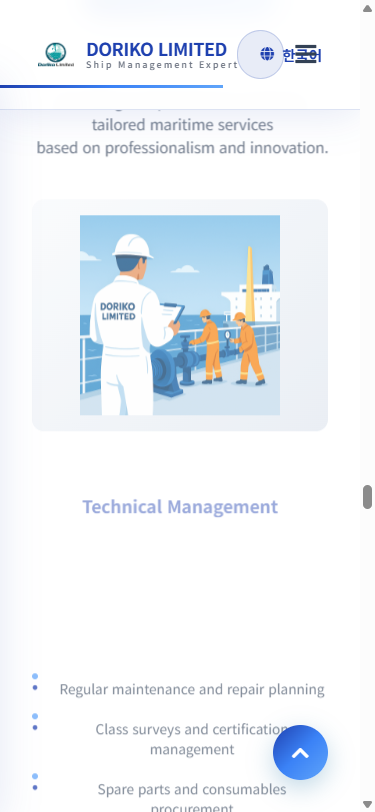 DORIKO LIMITED
Ship Management Expert
Dorikо Limited
한국어
tailored maritime services
based on professionalism and innovation.
DORIKO
LIMITED
Technical Management
Regular maintenance and repair planning
Class surveys and certification
management
Spare parts and consumables
procurement